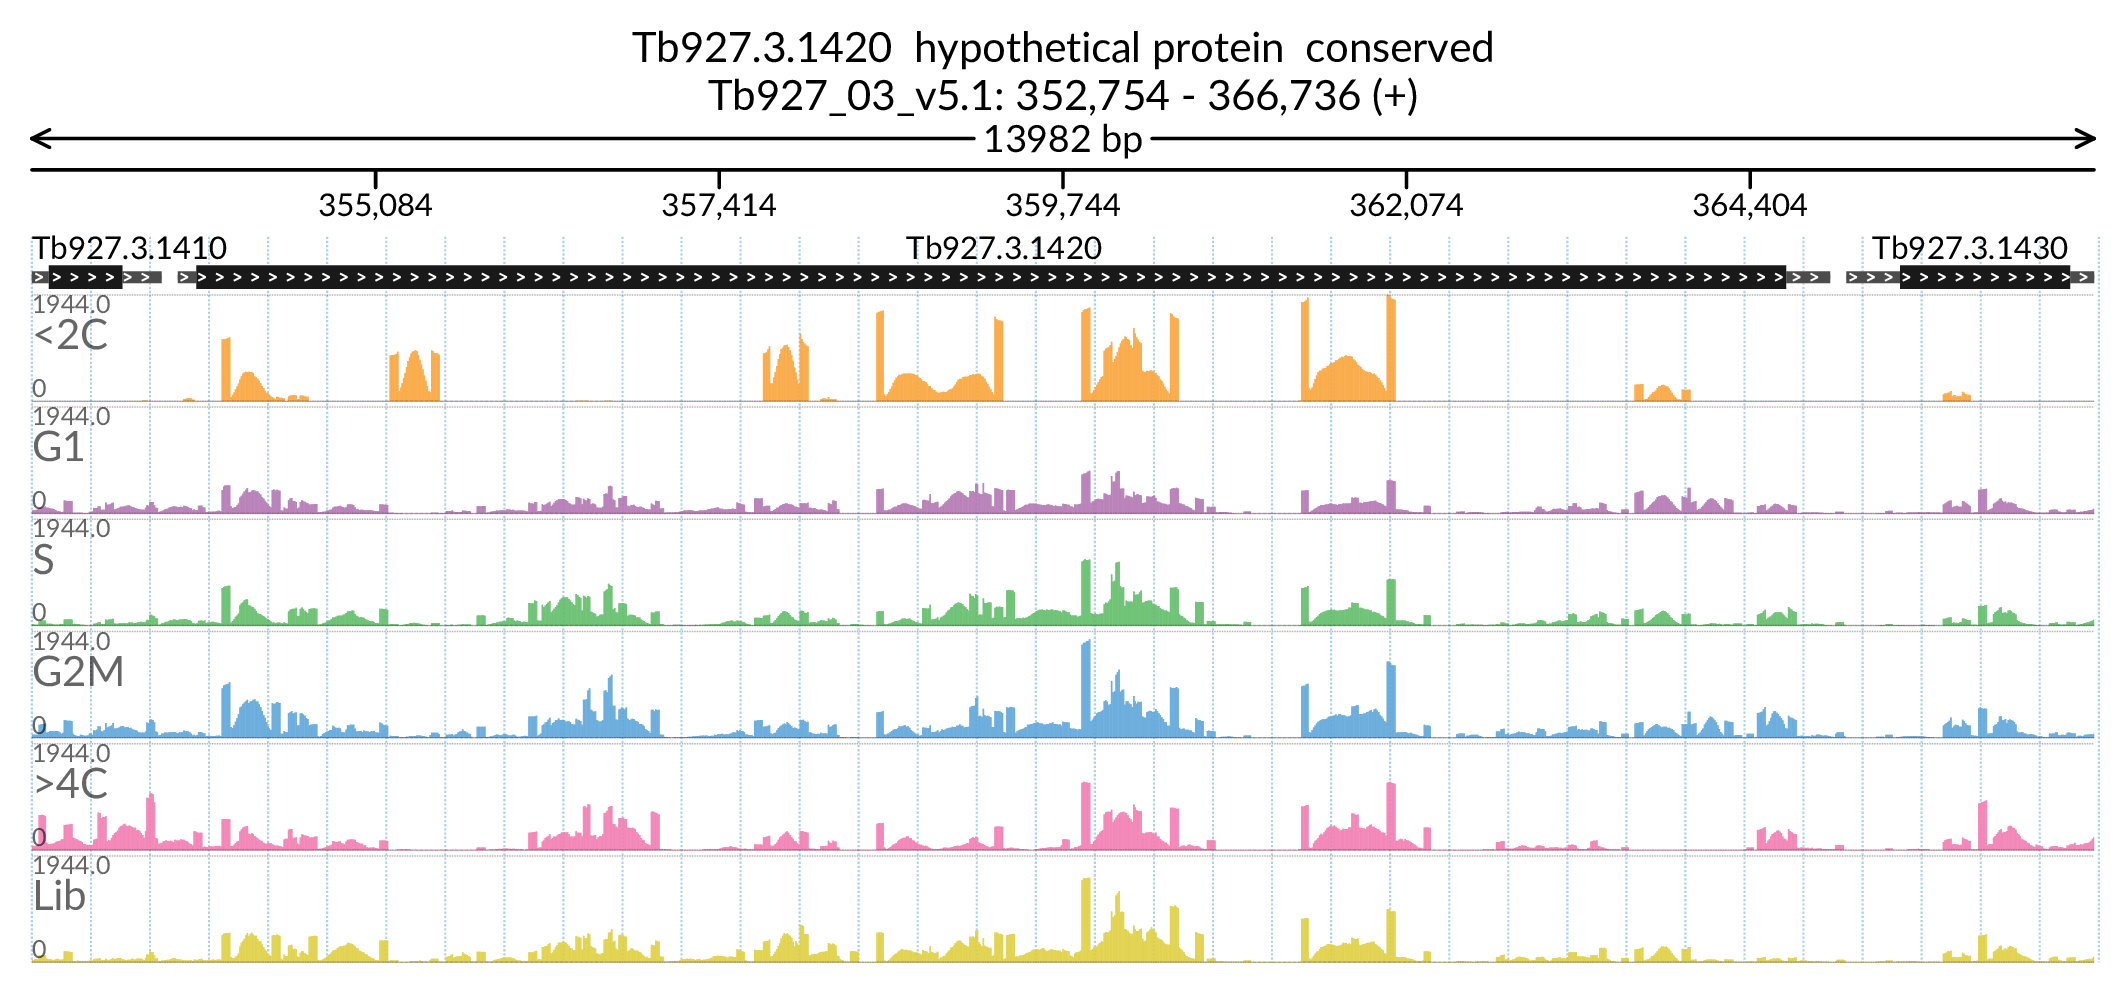 Tb927.3.1420 hypothetical protein conserved
Tb927_03_v5.1: 352,754 - 366,736 (+)
13982 bp
355,084 357,414 359,744 362,074 364,404
Tb927.3.1410 Tb927.3.1420 Tb927.3.1430
1944.0
<2C
0
1944.0
G1
0
1944.0
S
0
1944.0
G2M
0
1944.0
>4C
0
1944.0
Lib
0